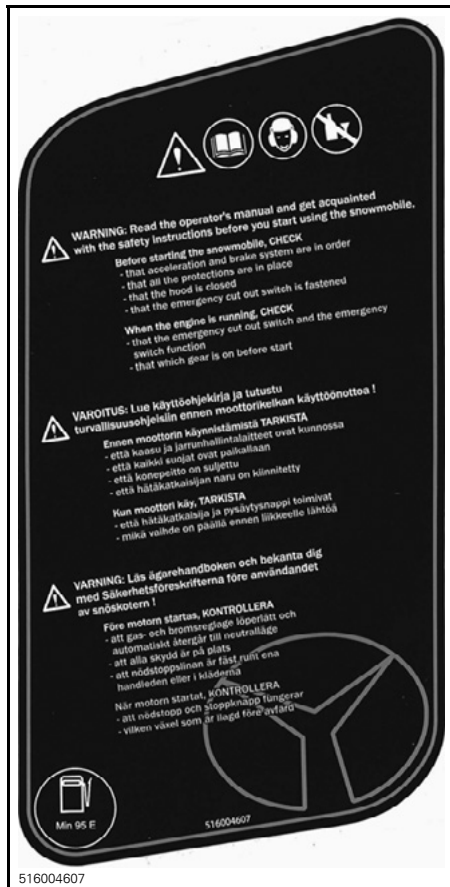 WARNING: Read the operator's manual and get acquainted
with the safety instructions before you start using the snowmobile.
Before starting the snowmobile, CHECK
- that acceleration and brake system are in order
- that all the protections are in place
- that the hood is closed
- that the emergency cut out switch is fastened
When the engine is running, CHECK
- that the emergency cut out switch and the emergency
switch function
- that which gear is on before start
VAROITUS: Lue käyttöohjekirja ja tutustu
turvallisuusohjeisiin ennen moottorikelkan käyttöönottoa !
Ennen moottorin käynnistämistä TARKISTA
- että kaasu ja jarrunhallintalaitteet ovat kunnossa
- että kaikki suojat ovat paikallaan
- että konepeitto on suljettu
- että hätäkatkaisijan naru on kiinnitetty
Kun moottori käy, TARKISTA
- että hätäkatkaisija ja pysäytysnappi toimivat
- mikä vaihde on päällä ennen liikkeelle lähtöä
VARNING: Läs ägarehandboken och bekanta dig
med Säkerhetsföreskrifterna före användandet
av snöskotern !
Före motorn startas, KONTROLLERA
- att gas- och bromsreglage löperlätt och
automatiskt återgår till neutralläge
- att alla skydd är på plats
- att nödstoppslinan är fäst runt ena
handleden eller i kläderna
När motorn startat, KONTROLLERA
- att nödstopp och stoppknapp fungerar
- vilken växel som är ilagd före avfärd
Min 95 E
516004607
516004607